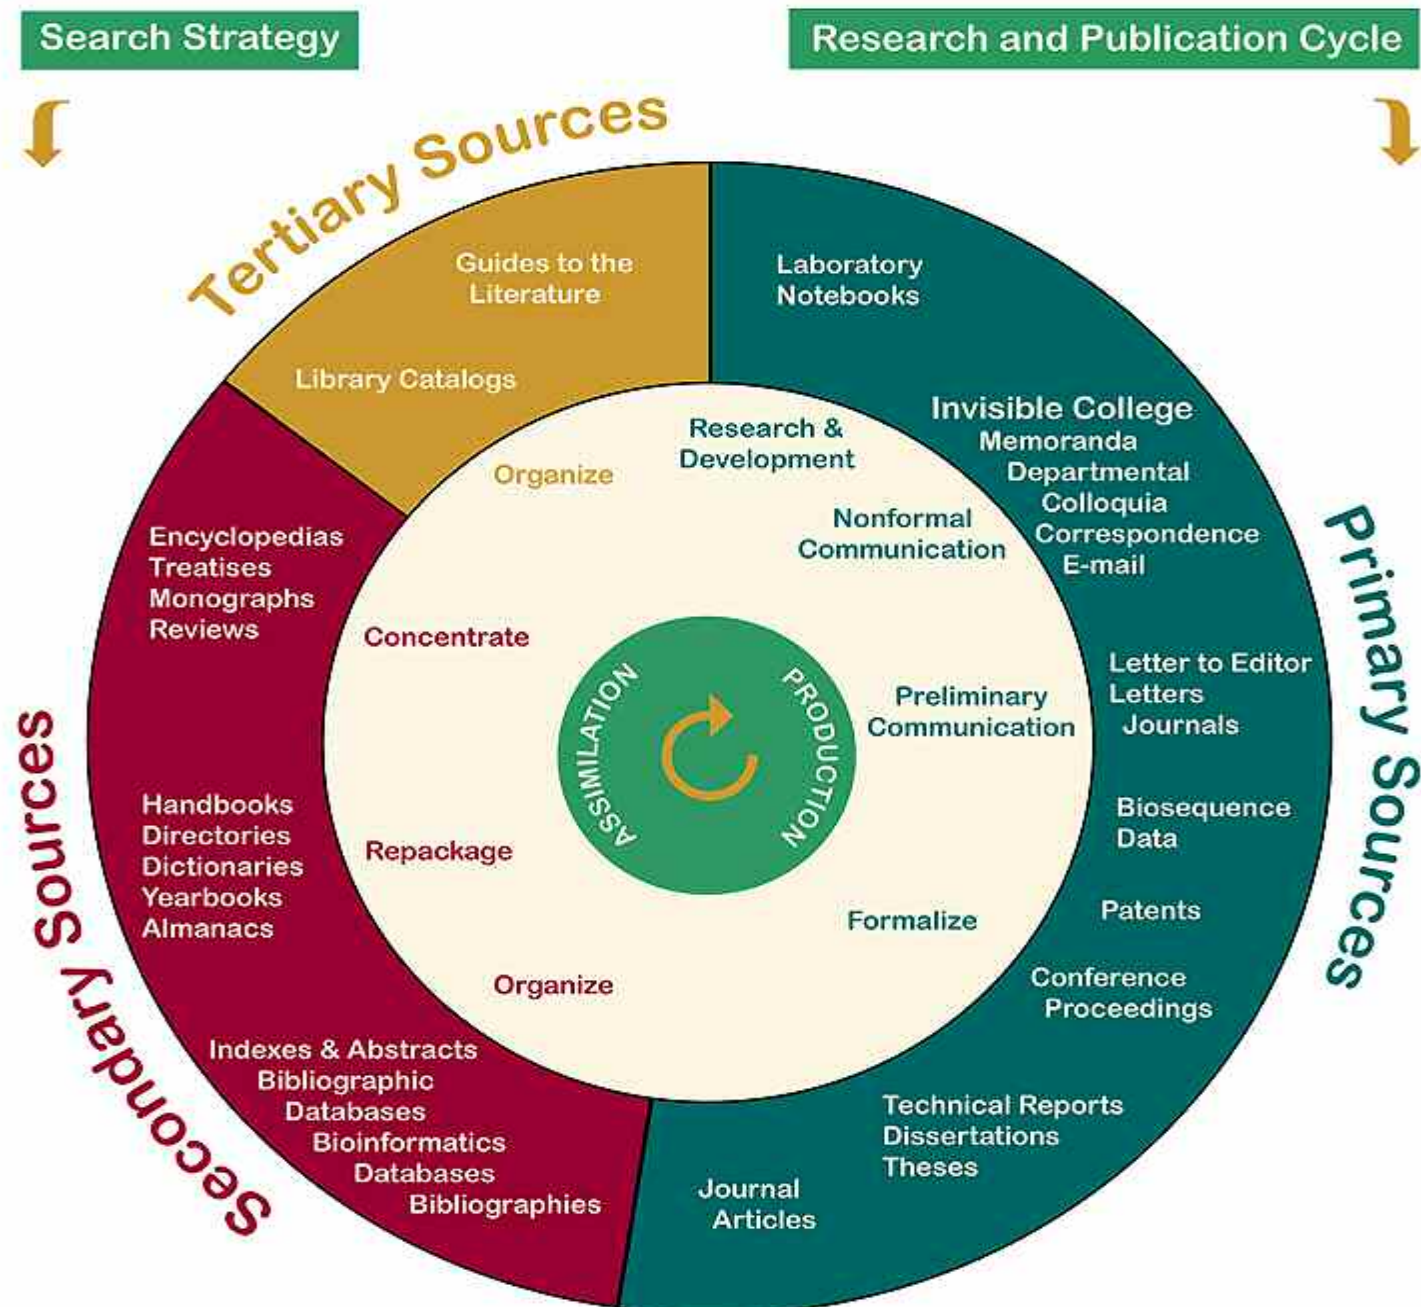 Search Strategy
Research and Publication Cycle
Tertiary Sources
Guides to the
Literature
Library Catalogs
Laboratory
Notebooks
Invisible College
Memoranda
Departmental
Colloquia
Correspondence
E-mail
Letter to Editor
Letters
Journals
Biosequence
Data
Patents
Conference
Proceedings
Technical Reports
Dissertations
Theses
Journal
Articles
Primary Sources
Indexes & Abstracts
Bibliographic
Databases
Bioinformatics
Databases
Bibliographies
Handbooks
Directories
Dictionaries
Yearbooks
Almanacs
Encyclopedias
Treatises
Monographs
Reviews
Secondary Sources
Research &
Development
Nonformal
Communication
Preliminary
Communication
Formalize
Organize
Repackage
Concentrate
Organize
ASSIMILATION
PRODUCTION